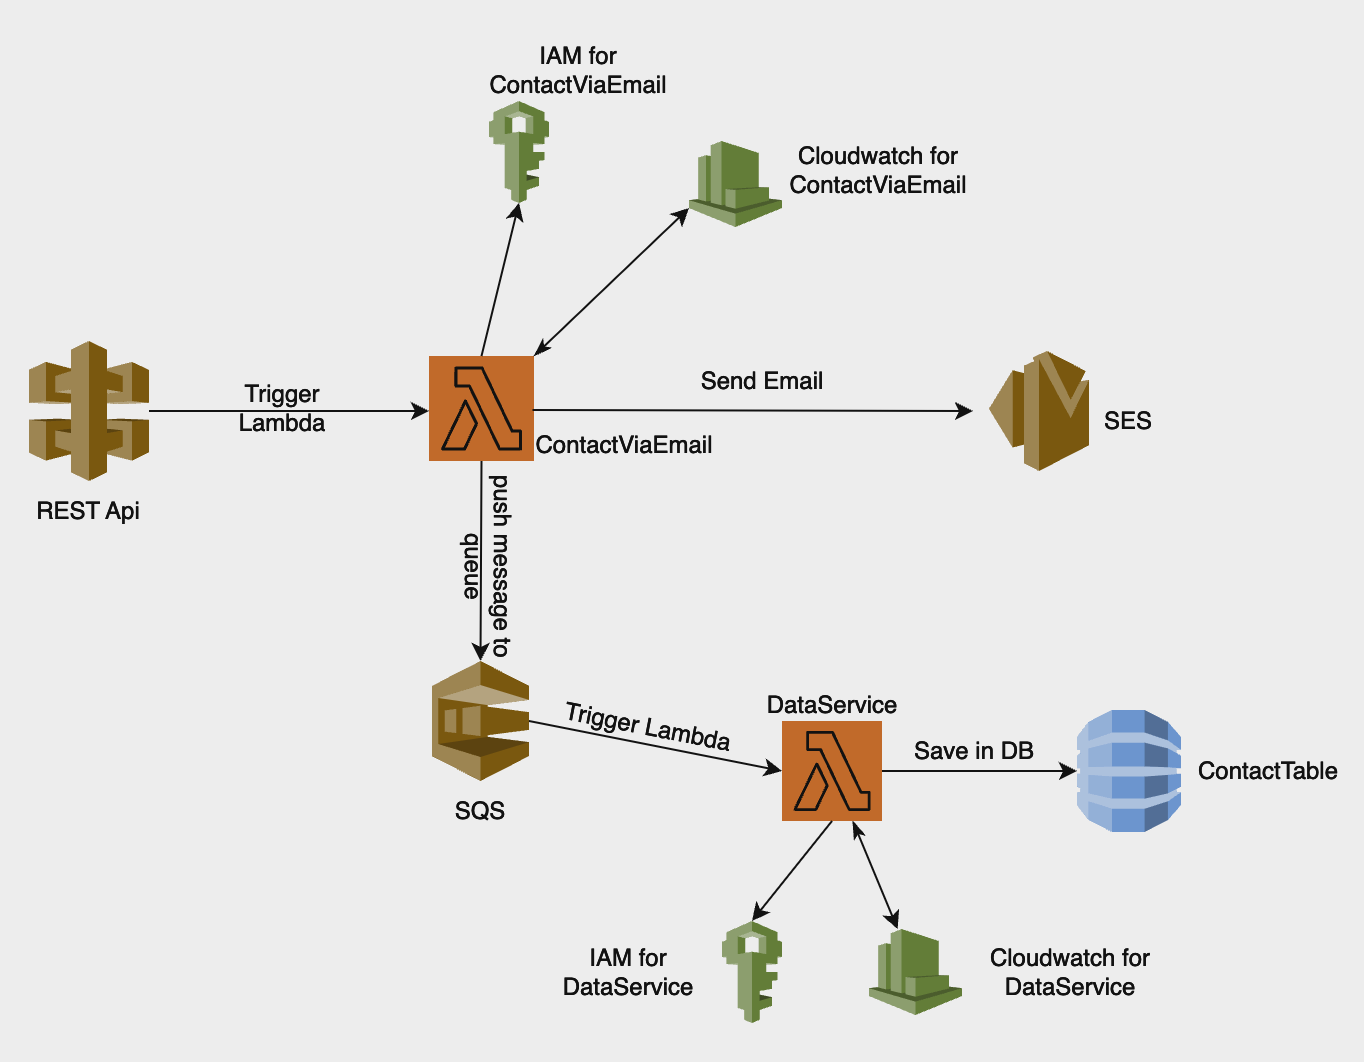 IAM for
ContactViaEmail
Cloudwatch for
ContactViaEmail
Trigger
Lambda
Send Email
SES
ContactViaEmail
REST Api
push message to
queue
SQS
Trigger Lambda
DataService
Save in DB
ContactTable
IAM for
DataService
Cloudwatch for
DataService